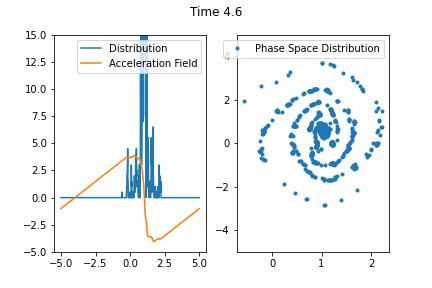 Time 4.6
Distribution
Acceleration Field
Phase Space Distribution
15.0
12.5
10.0
7.5
5.0
2.5
0.0
−2.5
−5.0
−5.0 −2.5 0.0 2.5 5.0
4
2
0
−2
−4
0 1 2